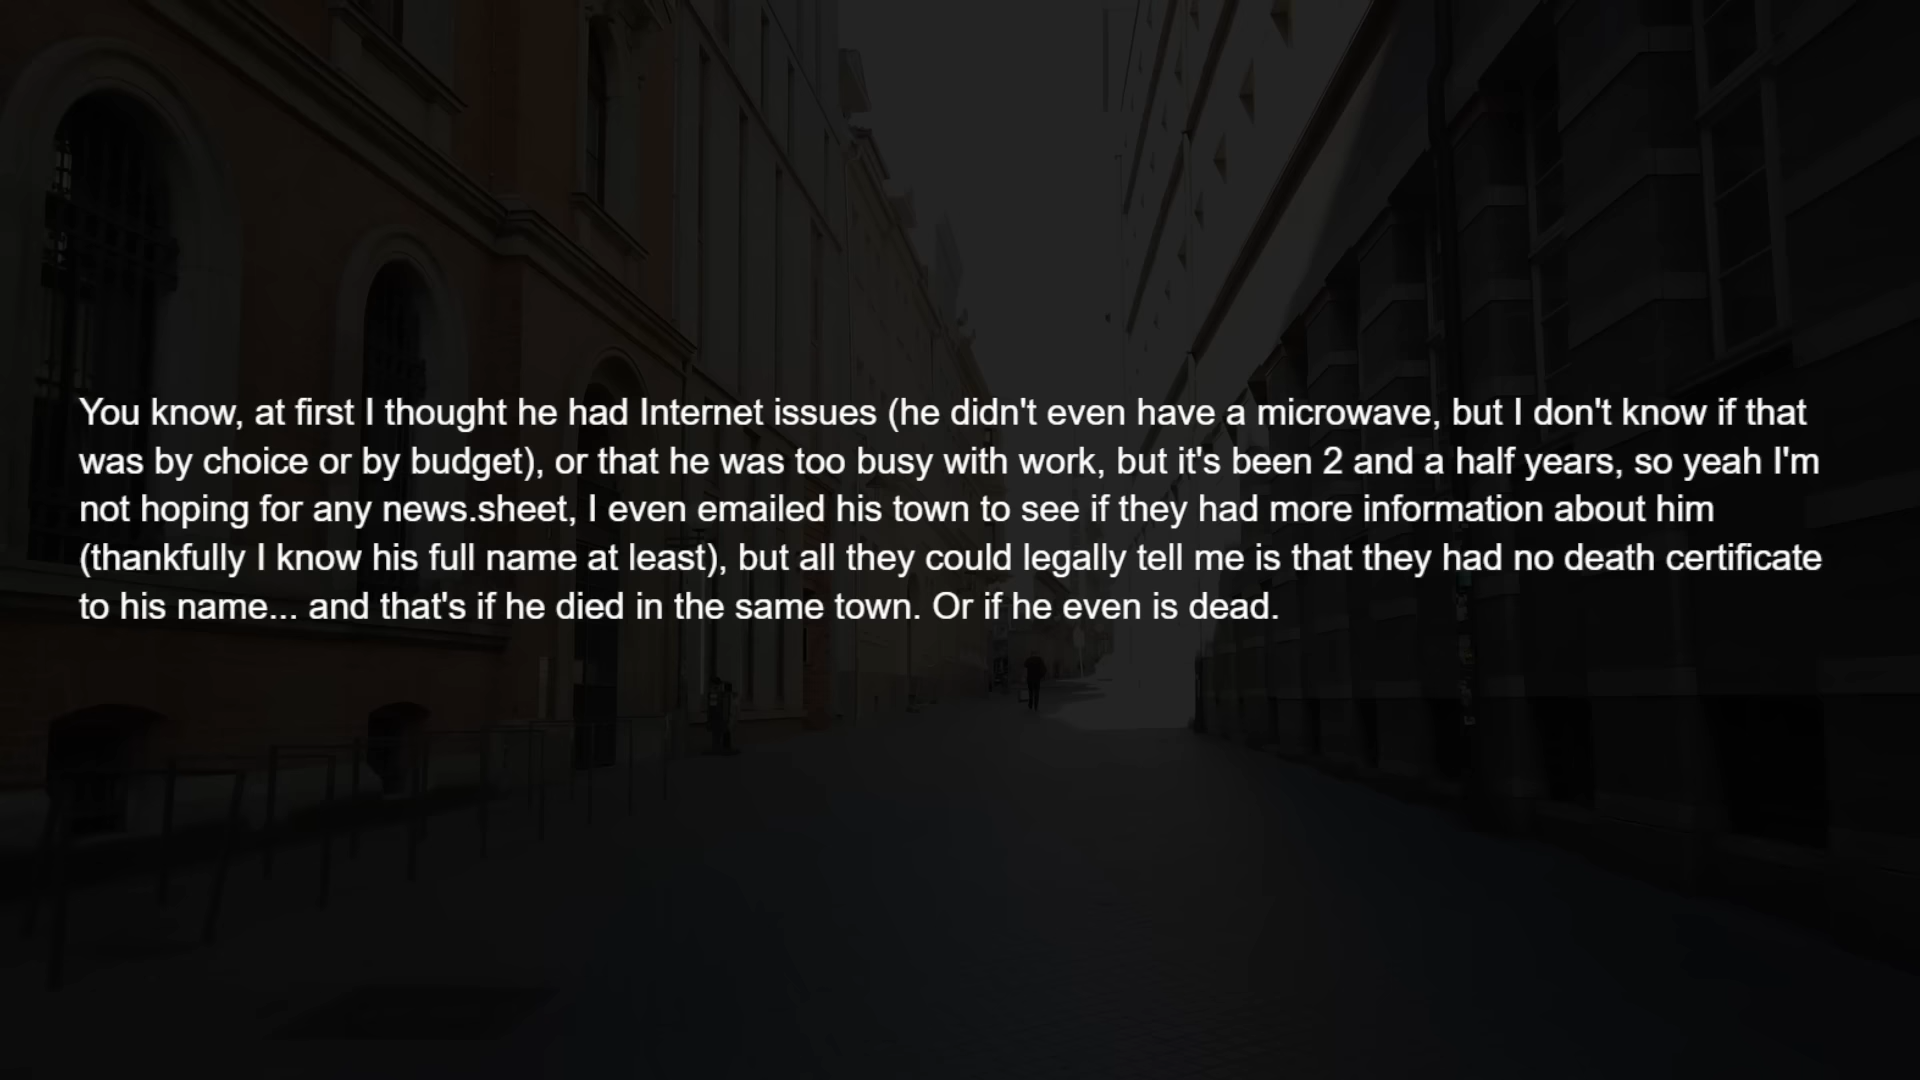 You know, at first I thought he had Internet issues (he didn't even have a microwave, but I don't know if that
was by choice or by budget), or that he was too busy with work, but it's been 2 and a half years, so yeah I'm
not hoping for any news.sheet, I even emailed his town to see if they had more information about him
(thankfully I know his full name at least), but all they could legally tell me is that they had no death certificate
to his name... and that's if he died in the same town. Or if he even is dead.